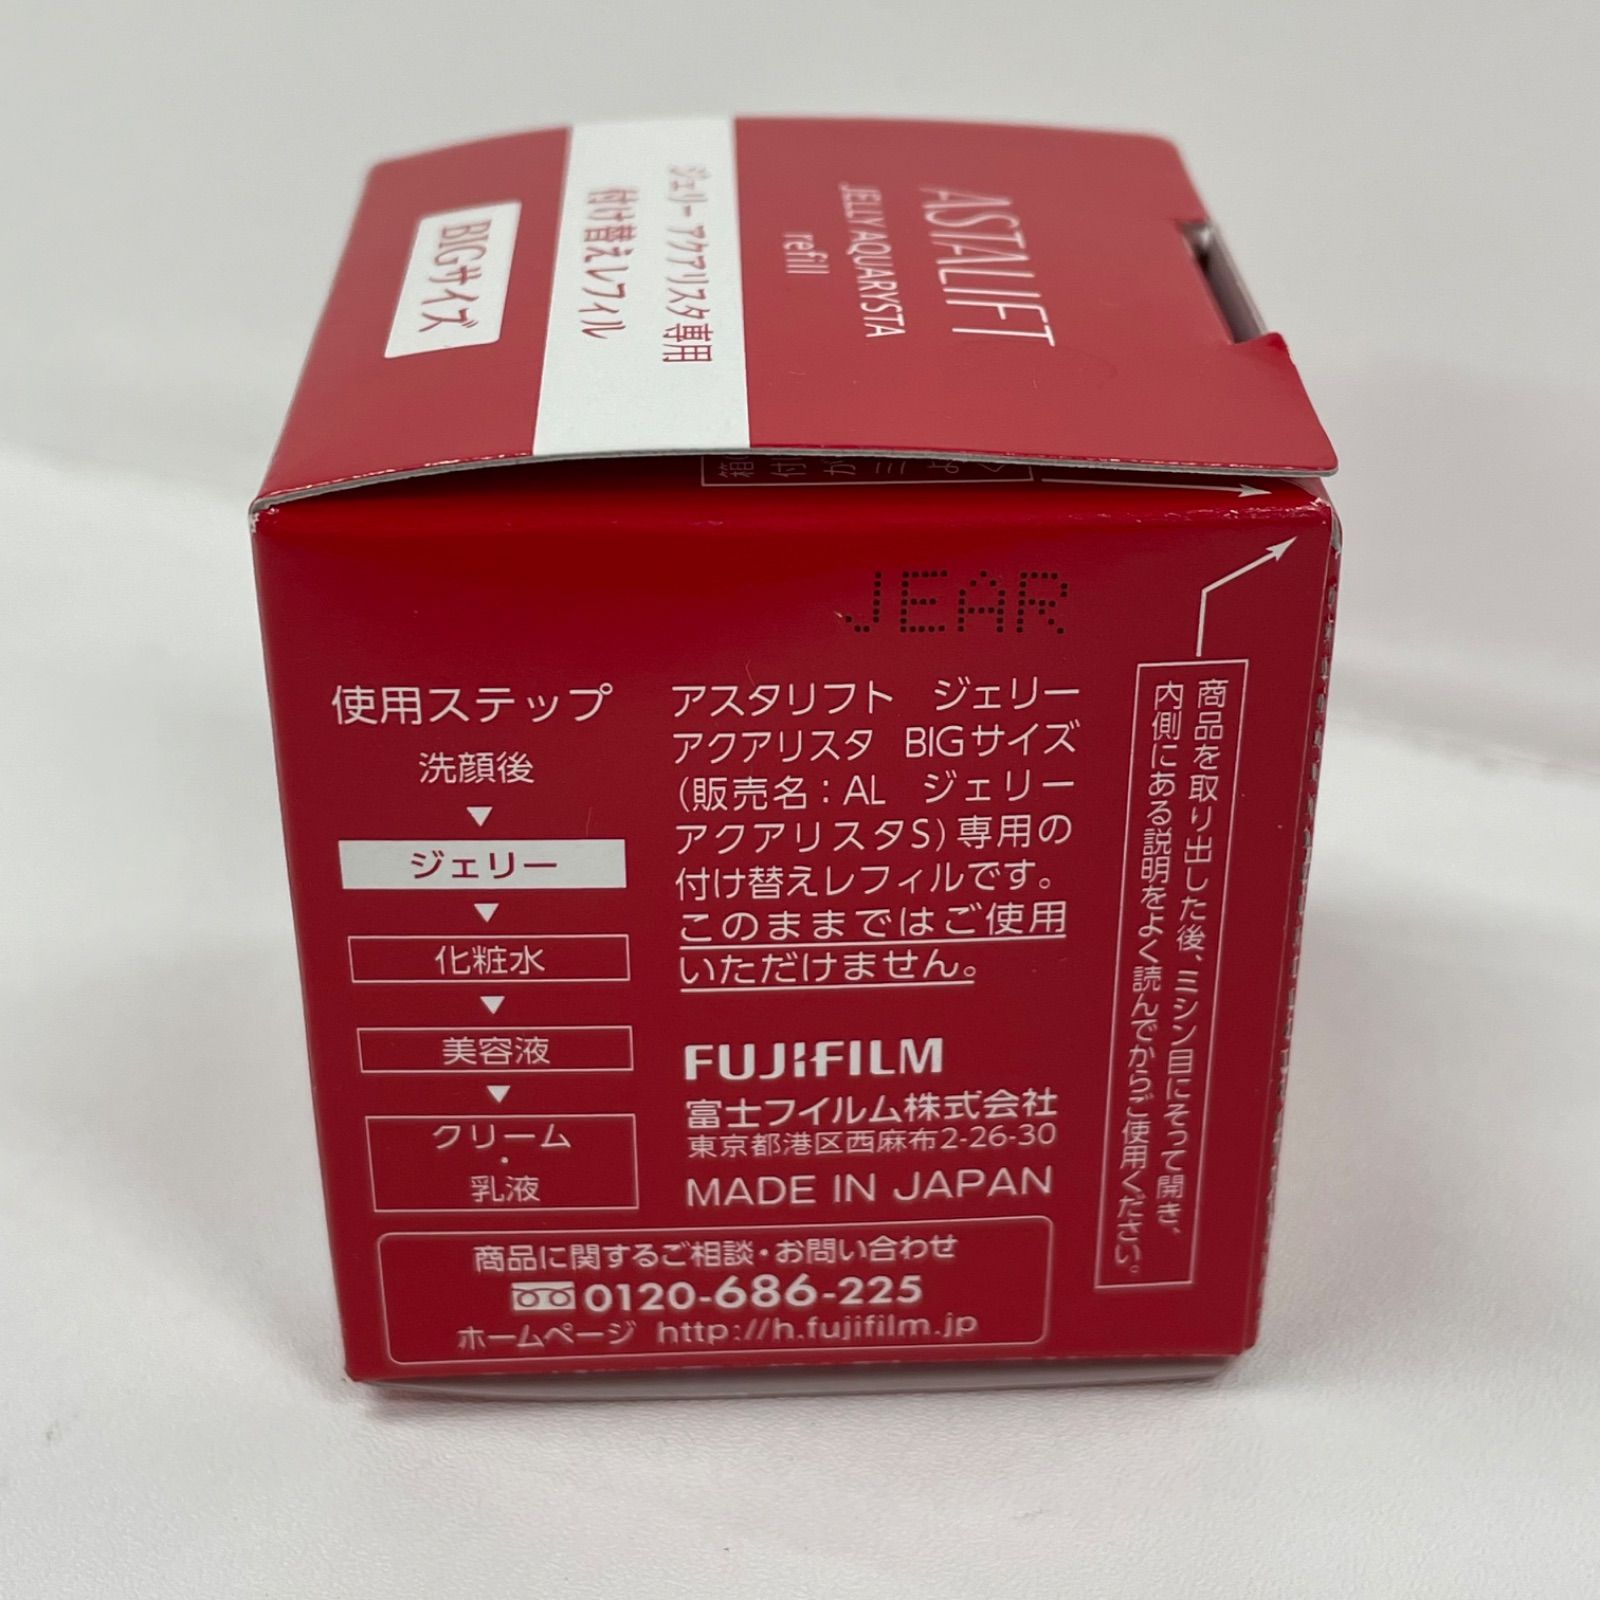 ASTALIFT
JELLY AQUARYSTA
refill
ジェリー アクアリスタ専用
付け替えレフィル
BIGサイズ
JEAR
使用ステップ
洗顔後
▼
ジェリー
▼
化粧水
▼
美容液
▼
クリーム
・
乳液
アスタリフト ジェリー
アクアリスタ BIGサイズ
(販売名:AL ジェリー
アクアリスタS)専用の
付け替えレフィルです。
このままではご使用
いただけません。
FUJIFILM
富士フイルム株式会社
東京都港区西麻布2-26-30
MADE IN JAPAN
商品を取り出した後、ミシン目にそって開き、
内側にある説明をよく読んでからご使用ください。
商品に関するご相談・お問い合わせ
0120-686-225
ホームページ http://h.fujifilm.jp